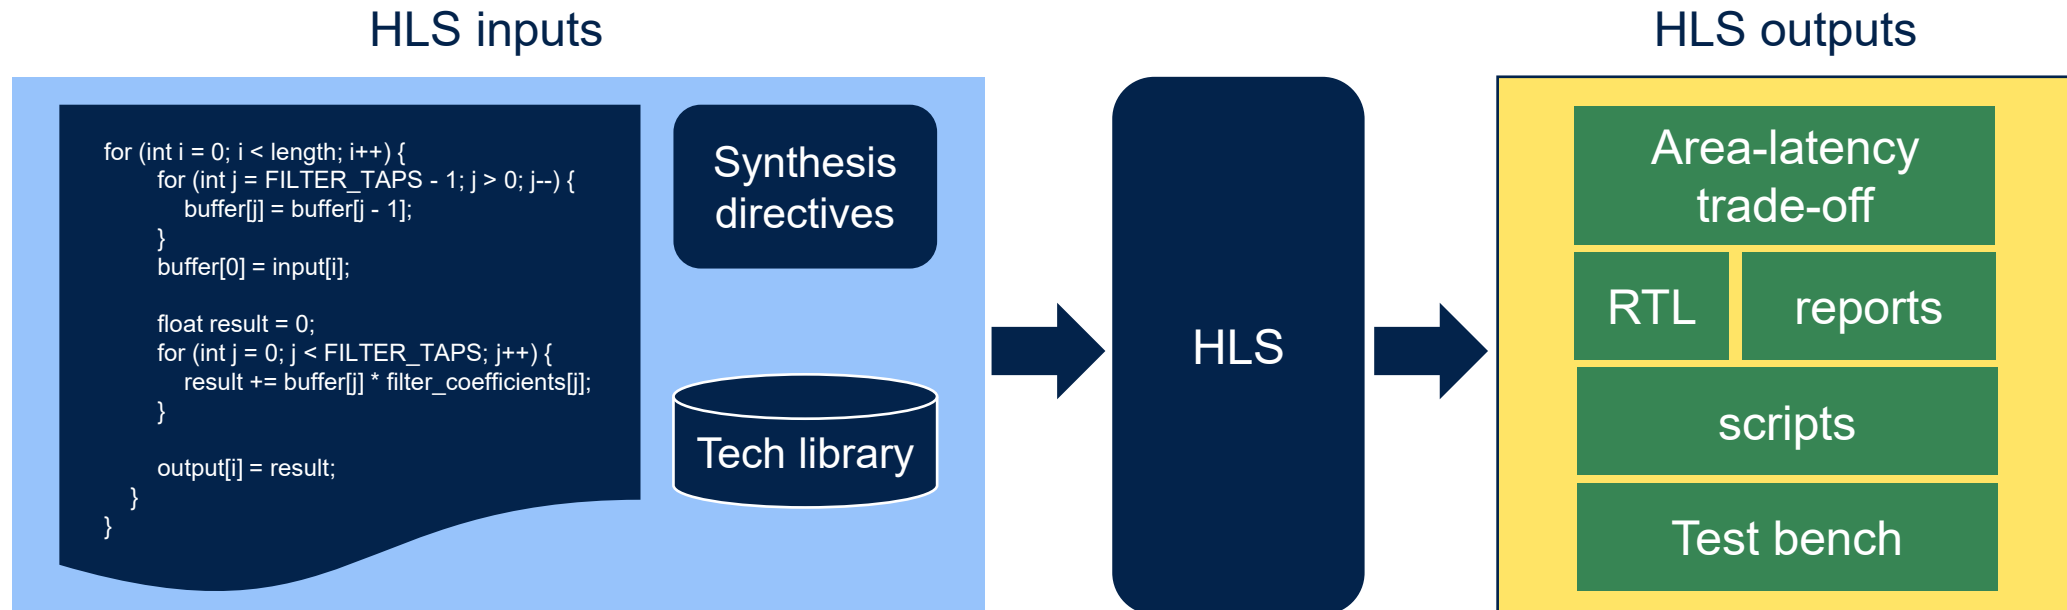 HLS inputs
HLS outputs
for (int i = 0; i < length; i++) {
for (int j = FILTER_TAPS - 1; j > 0; j--) {
buffer[j] = buffer[j - 1];
}
buffer[0] = input[i];
float result = 0;
for (int j = 0; j < FILTER_TAPS; j++) {
result += buffer[j] * filter_coefficients[j];
}
output[i] = result;
}
}
Synthesis
directives
Tech library
HLS
Area-latency
trade-off
RTL
reports
scripts
Test bench